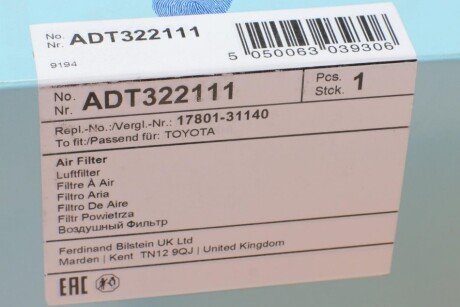 No.
Nr. ADT322111
9194
5 050063 039306
No.
Nr. ADT322111
Pcs.
Stck. 1
Repl.-No.:/Vergl.-Nr.: 17801-31140
To fit:/Passend für: TOYOTA
Air Filter
Luftfilter
Filtre À Air
Filtro Aria
Filtro De Aire
Filtr Powietrza
Воздушный Фильтр
Ferdinand Bilstein UK Ltd
Marden | Kent TN12 9QJ | United Kingdom
EAC